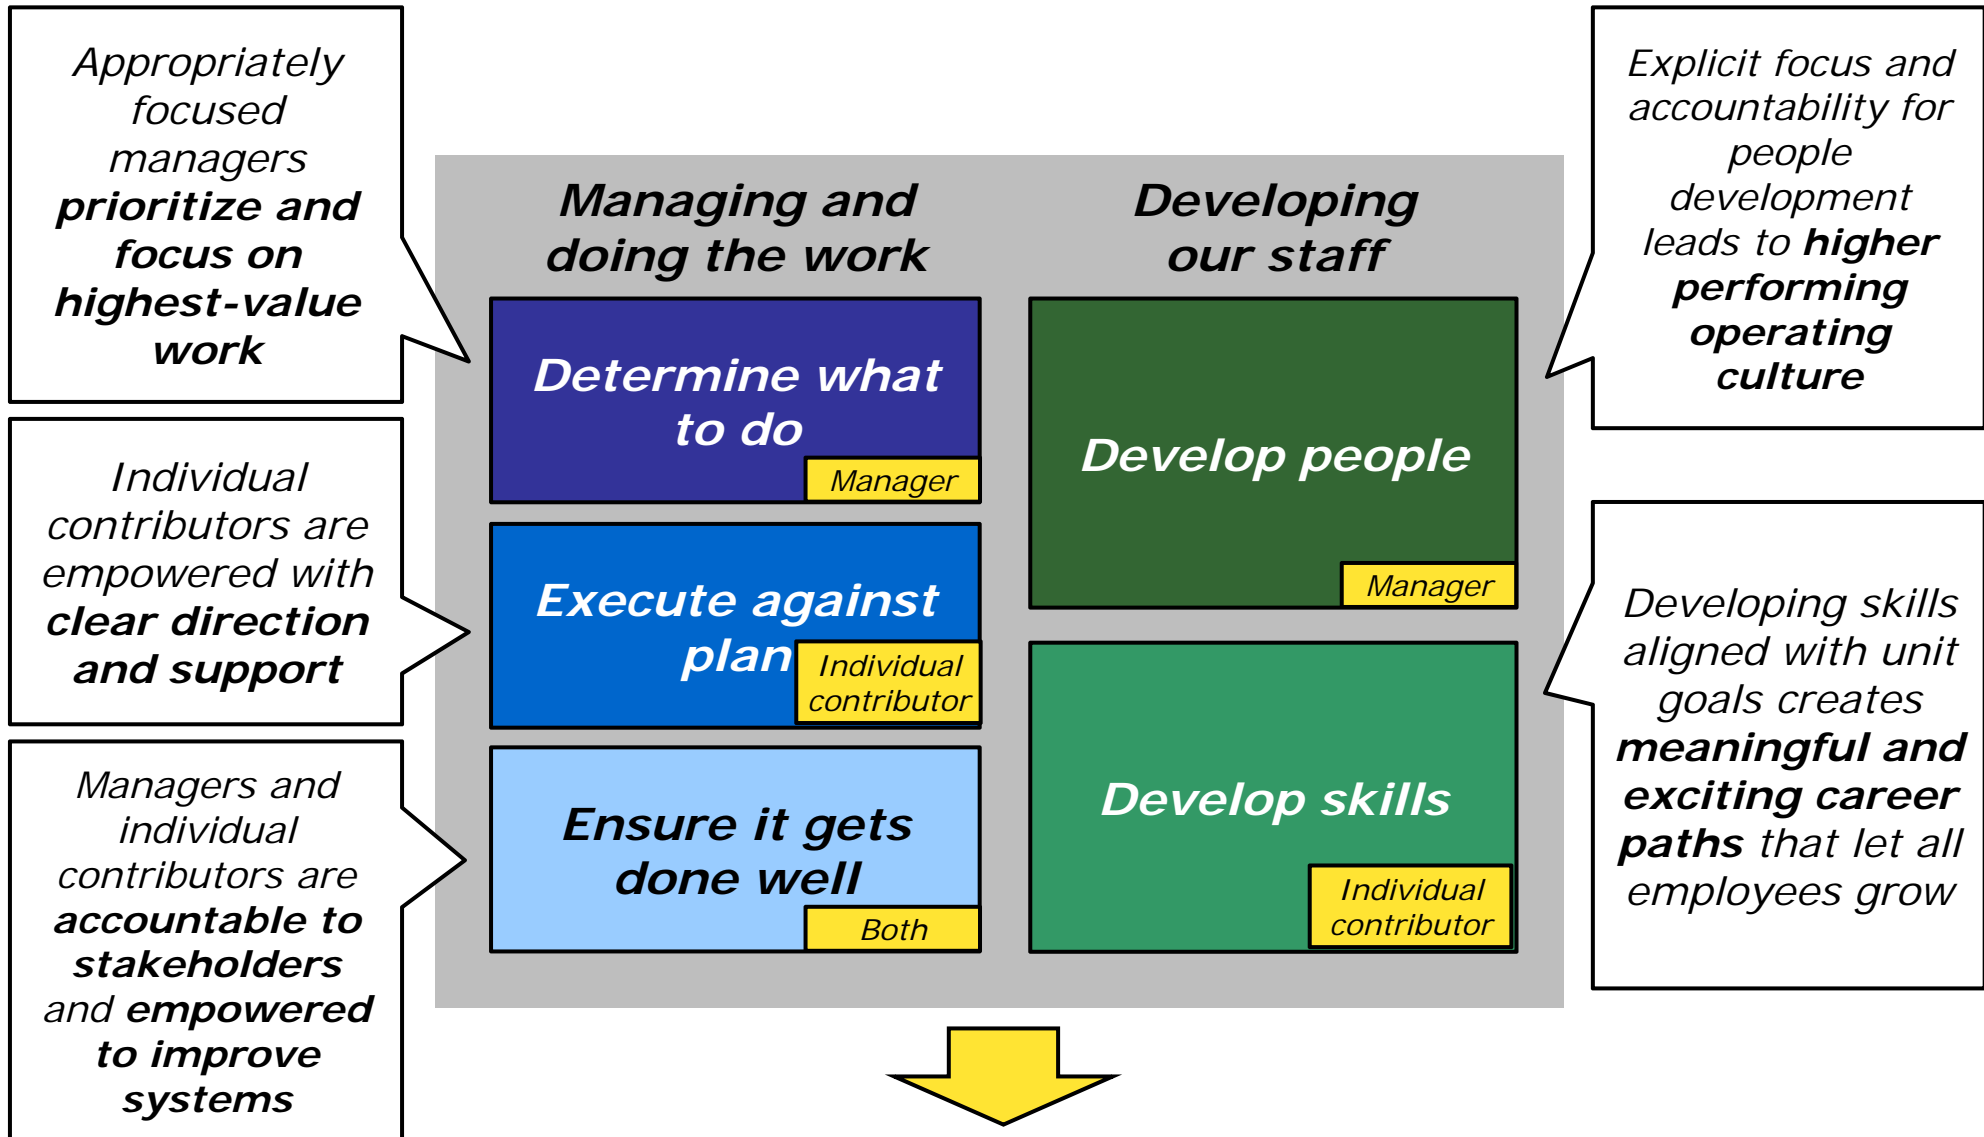 Appropriately
focused
managers
prioritize and
focus on
highest-value
work
Individual
contributors are
empowered with
clear direction
and support
Managers and
individual
contributors are
accountable to
stakeholders
and empowered
to improve
systems
Managing and
doing the work
Determine what
to do
Manager
Execute against
plan
Individual
contributor
Ensure it gets
done well
Both
Developing
our staff
Develop people
Manager
Develop skills
Individual
contributor
Explicit focus and
accountability for
people
development
leads to higher
performing
operating
culture
Developing skills
aligned with unit
goals creates
meaningful and
exciting career
paths that let all
employees grow